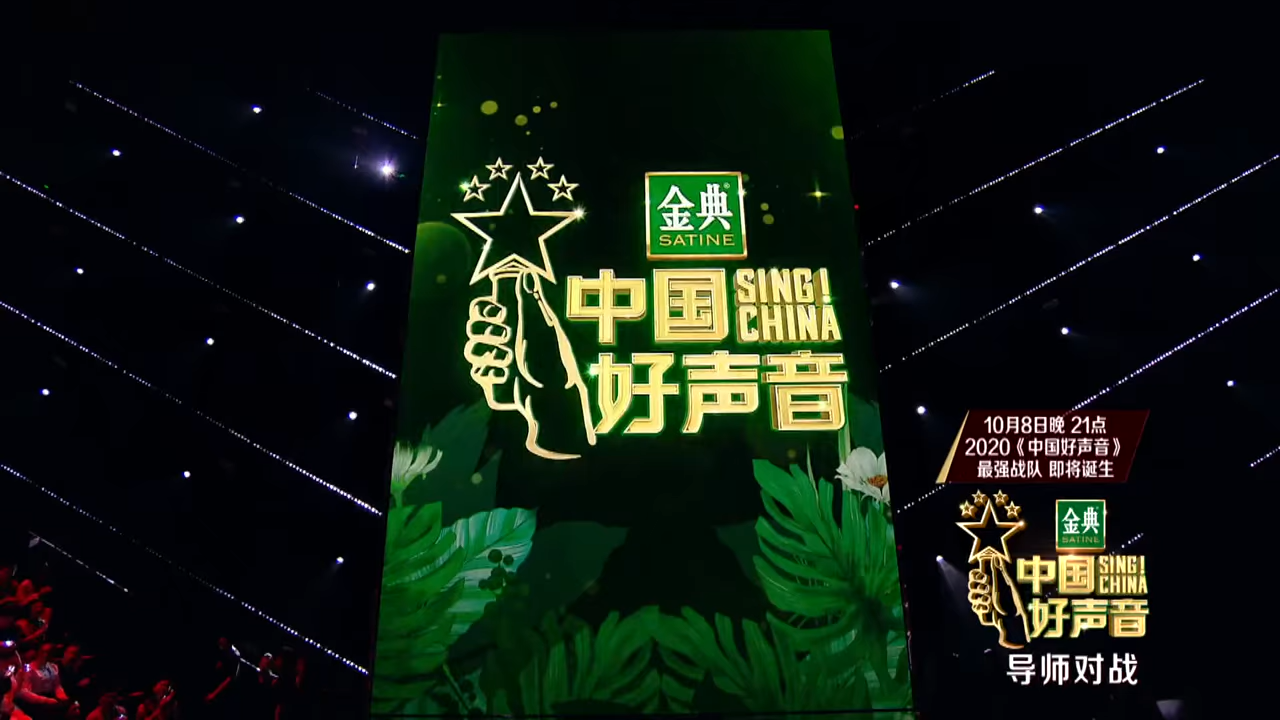 金典
SATINE
中国
SING!
CHINA
好声音
10月8日晚 21点
2020《中国好声音》
最强战队 即将诞生
金典
SATINE
中国
SING!
CHINA
好声音
导师对战